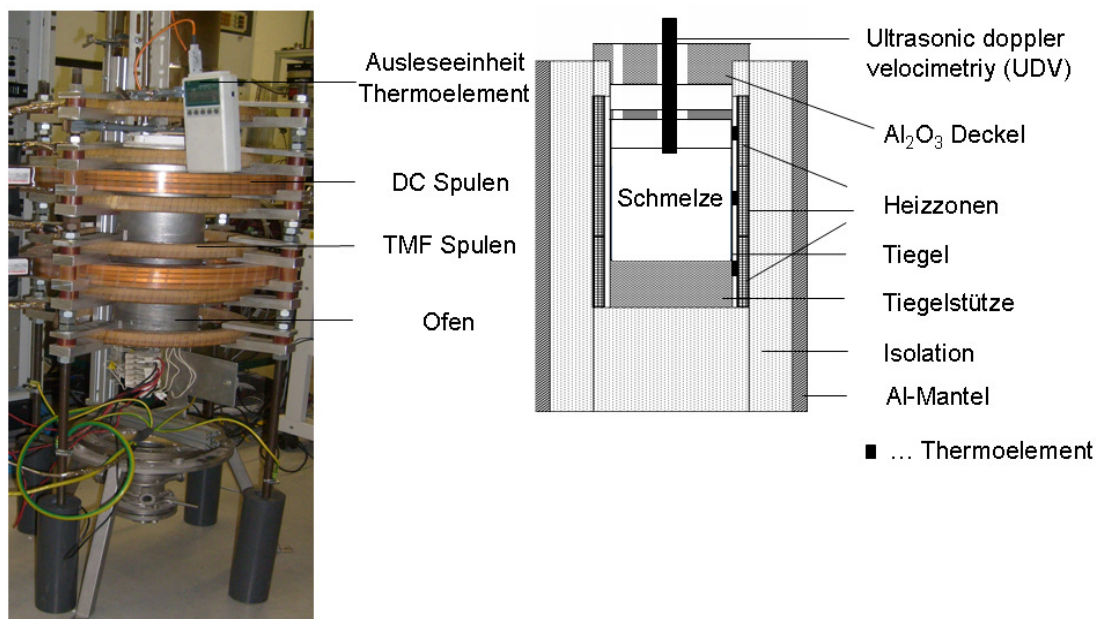 Ausleseeinheit
Thermoelement
DC Spulen
TMF Spulen
Ofen
Ultrasonic doppler
velocimetriy (UDV)
Al₂O₃ Deckel
Schmelze
Heizzonen
Tiegel
Tiegelstütze
Isolation
Al-Mantel
... Thermoelement